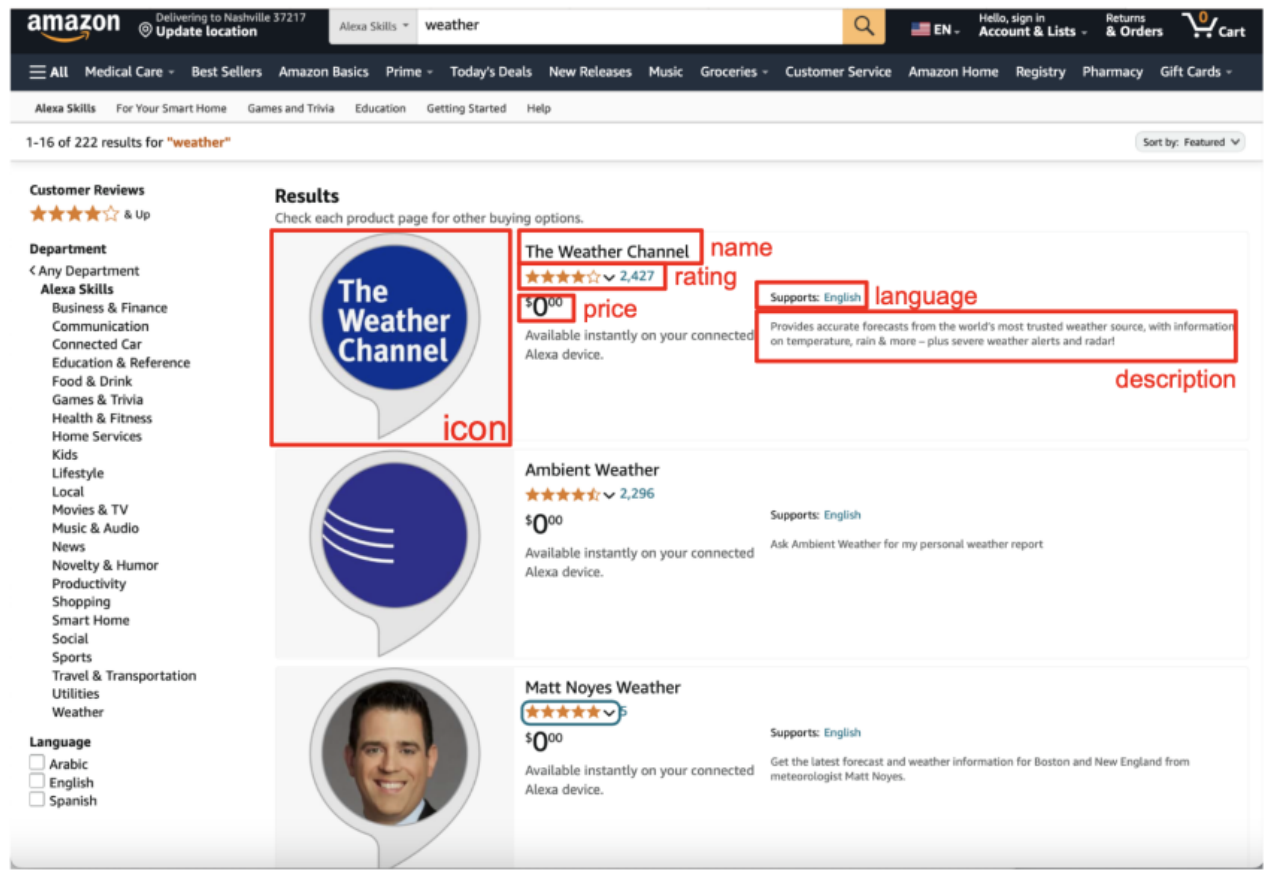 amazon
Delivering to Nashville 37217
Update location
Alexa Skills
weather
EN
Hello, sign in
Account & Lists
Returns
& Orders
0
Cart
All Medical Care Best Sellers Amazon Basics Prime Today's Deals New Releases Music Groceries Customer Service Amazon Home Registry Pharmacy Gift Cards
Alexa Skills For Your Smart Home Games and Trivia Education Getting Started Help
1-16 of 222 results for "weather"
Sort by: Featured
Customer Reviews
& Up
Department
Any Department
Alexa Skills
Business & Finance
Communication
Connected Car
Education & Reference
Food & Drink
Games & Trivia
Health & Fitness
Home Services
Kids
Lifestyle
Local
Movies & TV
Music & Audio
News
Novelty & Humor
Productivity
Shopping
Smart Home
Social
Sports
Travel & Transportation
Utilities
Weather
Language
Arabic
English
Spanish
Results
Check each product page for other buying options.
The
Weather
Channel
icon
The Weather Channel name
2,427 rating
$000 price
Available instantly on your connected
Alexa device.
Supports: English language
Provides accurate forecasts from the world's most trusted weather source, with information
on temperature, rain & more – plus severe weather alerts and radar!
description
Ambient Weather
2,296
$000
Available instantly on your connected
Alexa device.
Supports: English
Ask Ambient Weather for my personal weather report
Matt Noyes Weather
5
$000
Available instantly on your connected
Alexa device.
Supports: English
Get the latest forecast and weather information for Boston and New England from
meteorologist Matt Noyes.